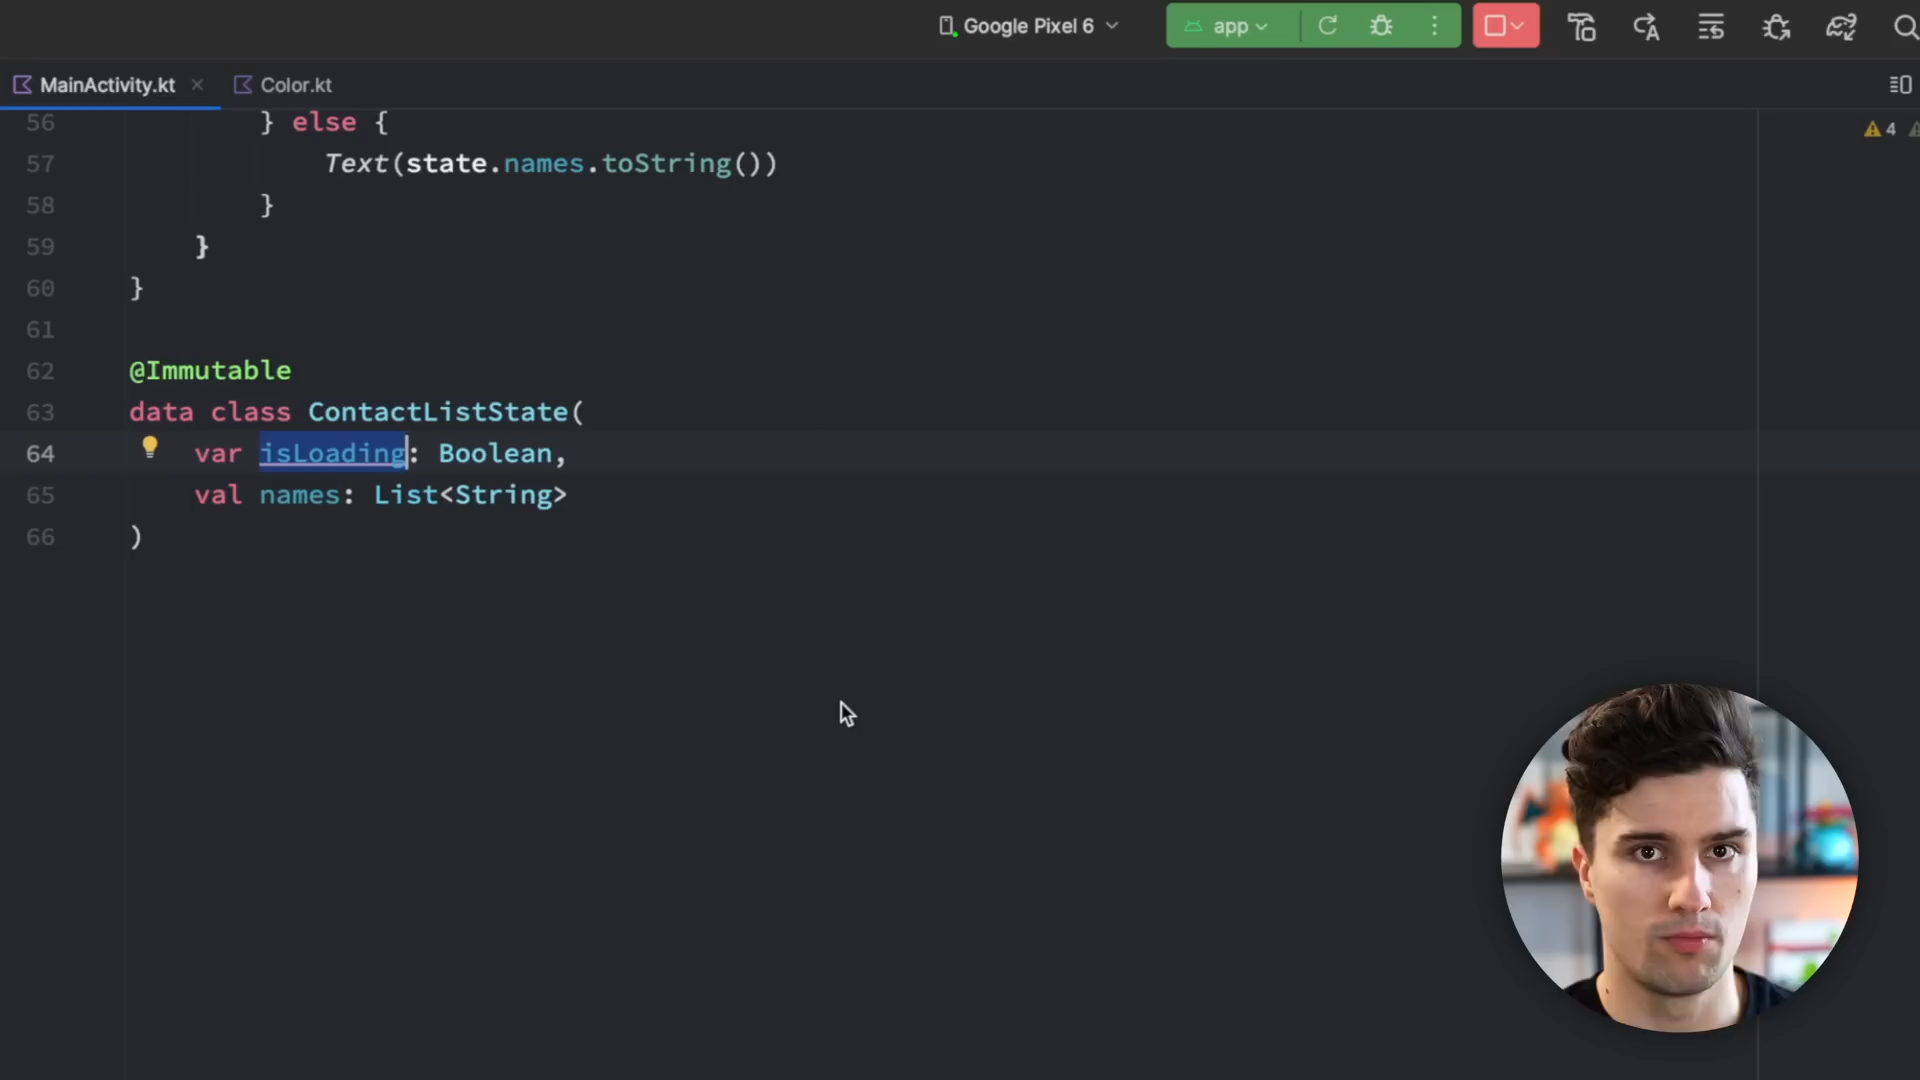 Google Pixel 6
app
MainActivity.kt
Color.kt
56 } else {
4
57 Text(state.names.toString())
58 }
59 }
60 }
61
62 @Immutable
63 data class ContactListState(
64 var isLoading: Boolean,
65 val names: List<String>
66 )